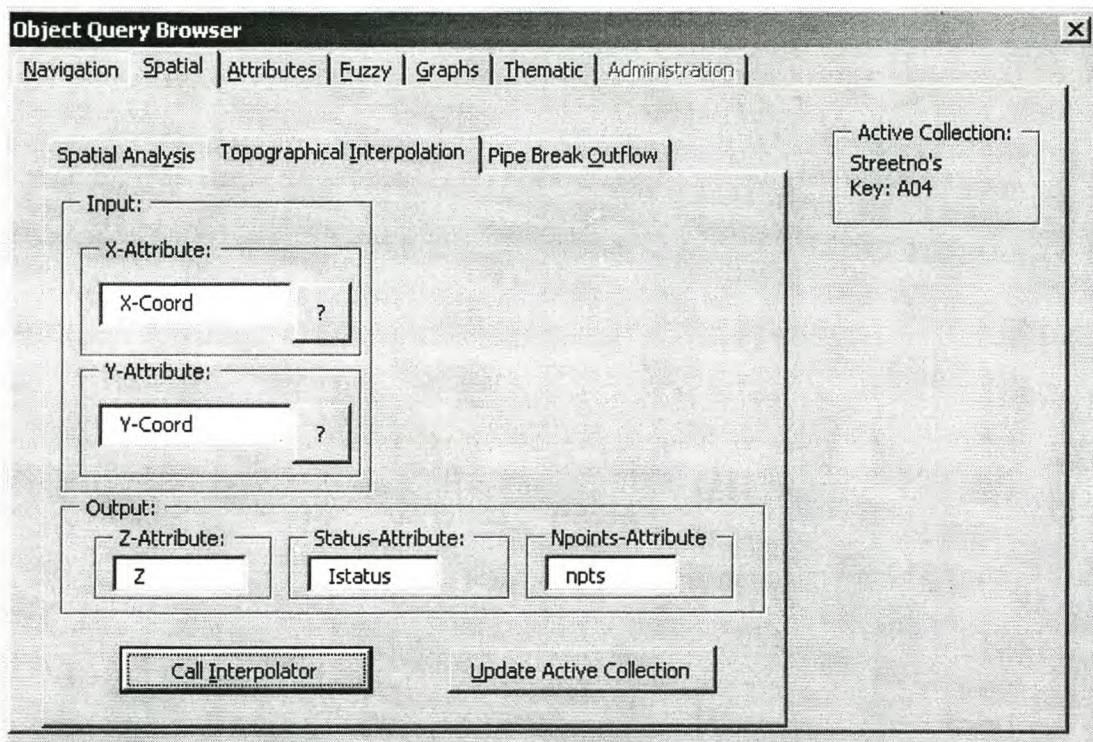 Object Query Browser
Navigation Spatial Attributes Fuzzy Graphs Thematic Administration
Spatial Analysis Topographical Interpolation Pipe Break Outflow
Active Collection:
Streetno's
Key: A04
Input:
X-Attribute:
X-Coord ?
Y-Attribute:
Y-Coord ?
Output:
Z-Attribute: Status-Attribute: Npoints-Attribute
Z Istatus npts
Call Interpolator Update Active Collection